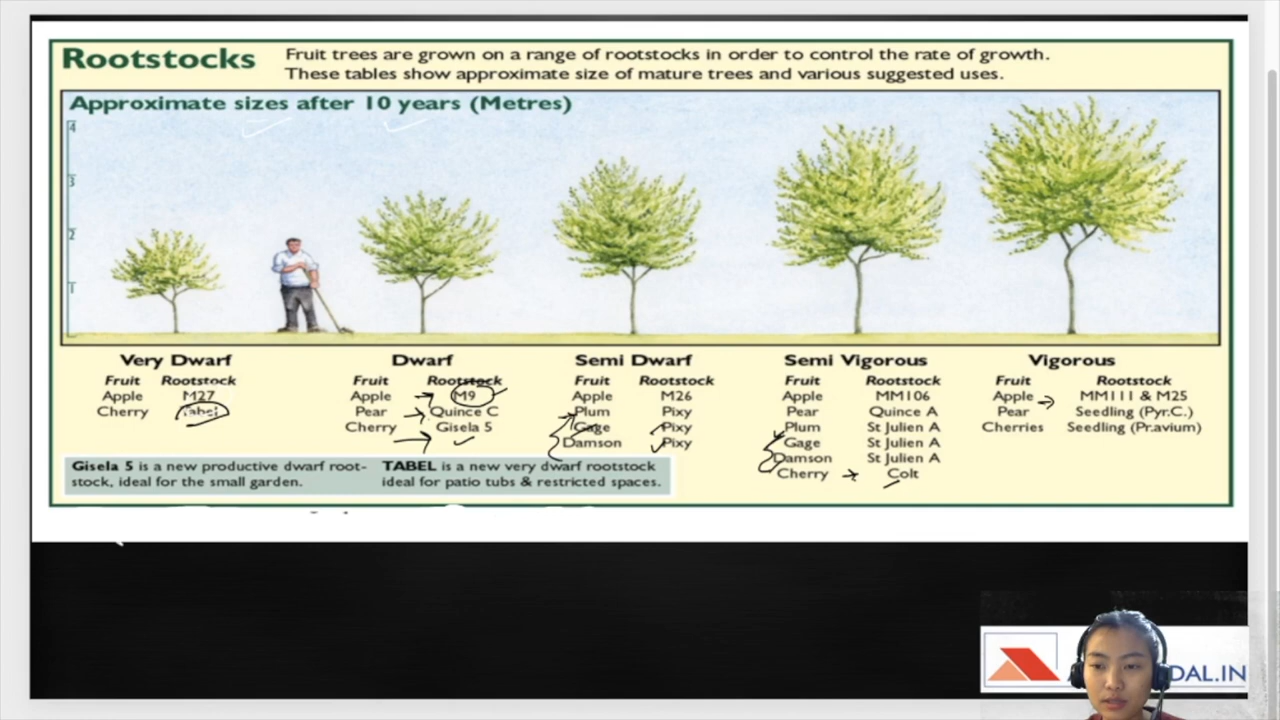 Rootstocks
Fruit trees are grown on a range of rootstocks in order to control the rate of growth.
These tables show approximate size of mature trees and various suggested uses.
Approximate sizes after 10 years (Metres)
4
3
2
1
Very Dwarf
Fruit Rootstock
Apple M27
Cherry Tabel
Dwarf
Fruit Rootstock
Apple M9
Pear Quince C
Cherry Gisela 5
Semi Dwarf
Fruit Rootstock
Apple M26
Plum Pixy
Gage Pixy
Damson Pixy
Semi Vigorous
Fruit Rootstock
Apple MM106
Pear Quince A
Plum St Julien A
Gage St Julien A
Damson St Julien A
Cherry Colt
Vigorous
Fruit Rootstock
Apple MM111 & M25
Pear Seedling (Pyr.C.)
Cherries Seedling (Pr.avium)
Gisela 5 is a new productive dwarf root-
stock, ideal for the small garden.
TABEL is a new very dwarf rootstock
ideal for patio tubs & restricted spaces.
DAL.IN